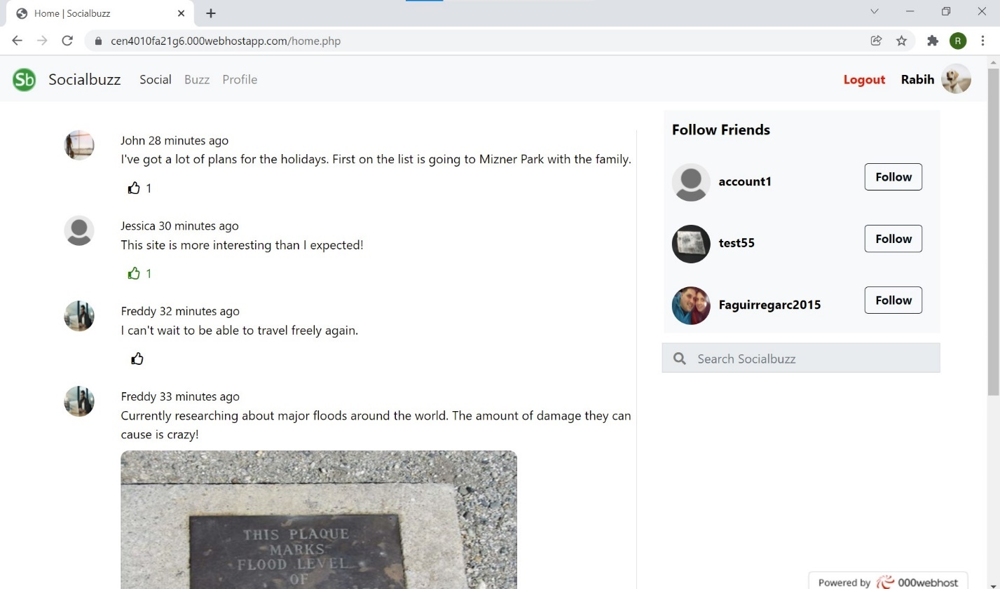 Home | Socialbuzz
cen4010fa21g6.000webhostapp.com/home.php
R
Sb Socialbuzz Social Buzz Profile Logout Rabih
John 28 minutes ago
I've got a lot of plans for the holidays. First on the list is going to Mizner Park with the family.
1
Jessica 30 minutes ago
This site is more interesting than I expected!
1
Freddy 32 minutes ago
I can't wait to be able to travel freely again.
Freddy 33 minutes ago
Currently researching about major floods around the world. The amount of damage they can
cause is crazy!
THIS PLAQUE
MARKS
FLOOD LEVEL
OF
Follow Friends
account1 Follow
test55 Follow
Faguirregarc2015 Follow
Search Socialbuzz
Powered by 000webhost